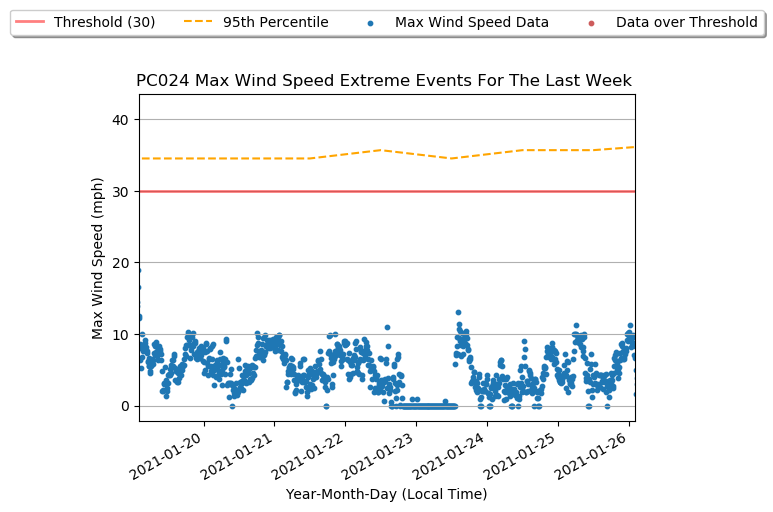 Threshold (30) 95th Percentile Max Wind Speed Data Data over Threshold
PC024 Max Wind Speed Extreme Events For The Last Week
40
30
20
10
0
Max Wind Speed (mph)
2021-01-20 2021-01-21 2021-01-22 2021-01-23 2021-01-24 2021-01-25 2021-01-26
Year-Month-Day (Local Time)